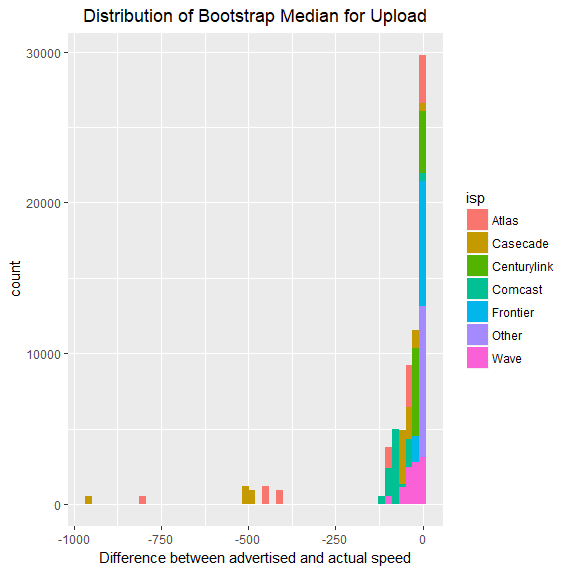 Distribution of Bootstrap Median for Upload
30000
20000
10000
0
count
-1000
-750
-500
-250
0
Difference between advertised and actual speed
isp
Atlas
Casecade
Centurylink
Comcast
Frontier
Other
Wave